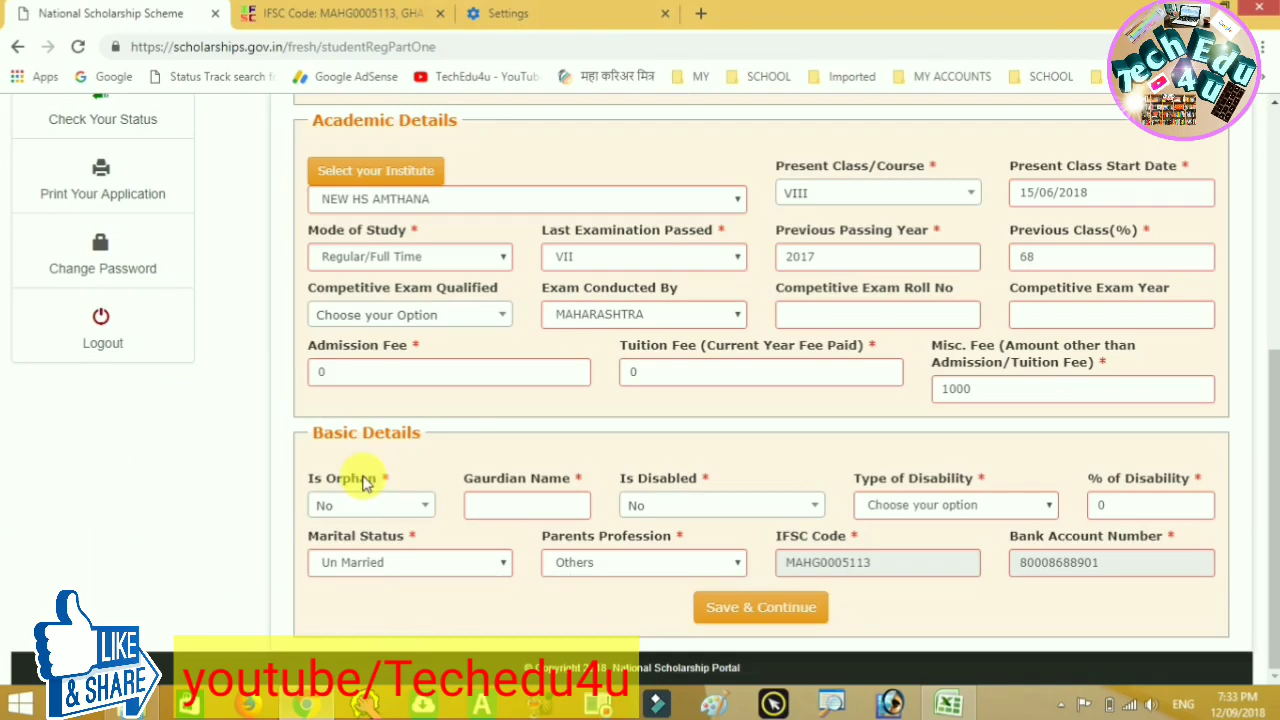 National Scholarship Scheme
IFSC Code: MAHG0005113, GHA
Settings
https://scholarships.gov.in/fresh/studentRegPartOne
Apps
Google
Status Track search f
Google AdSense
TechEdu4u - YouTub
महा करिअर मित्र
MY
SCHOOL
Imported
MY ACCOUNTS
SCHOOL
Tech Edu
4u
Check Your Status
Print Your Application
Change Password
Logout
Academic Details
Select your Institute
NEW HS AMTHANA
Present Class/Course *
VIII
Present Class Start Date *
15/06/2018
Mode of Study *
Regular/Full Time
Last Examination Passed *
VII
Previous Passing Year *
2017
Previous Class(%) *
68
Competitive Exam Qualified
Choose your Option
Exam Conducted By
MAHARASHTRA
Competitive Exam Roll No
Competitive Exam Year
Admission Fee *
0
Tuition Fee (Current Year Fee Paid) *
0
Misc. Fee (Amount other than
Admission/Tuition Fee) *
1000
Basic Details
Is Orphan *
No
Gaurdian Name *
Is Disabled *
No
Type of Disability *
Choose your option
% of Disability *
0
Marital Status *
Un Married
Parents Profession *
Others
IFSC Code *
MAHG0005113
Bank Account Number *
80008688901
Save & Continue
© Copyright 2018. National Scholarship Portal
LIKE
& SHARE
youtube/Techedu4u
ENG
7:33 PM
12/09/2018